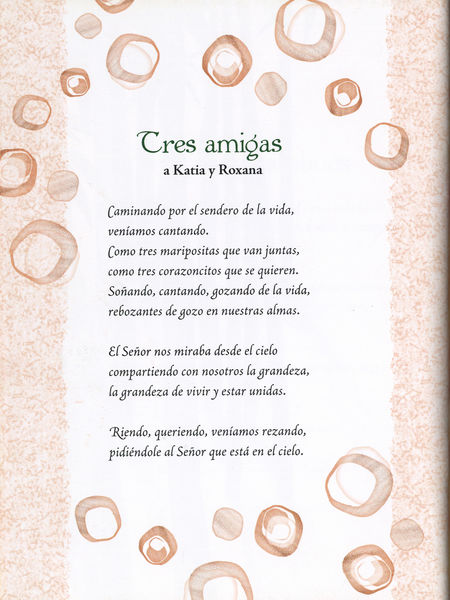 Tres amigas
a Katia y Roxana
Caminando por el sendero de la vida,
veníamos cantando.
Como tres maripositas que van juntas,
como tres corazoncitos que se quieren.
Soñando, cantando, gozando de la vida,
rebozantes de gozo en nuestras almas.
El Señor nos miraba desde el cielo
compartiendo con nosotros la grandeza,
la grandeza de vivir y estar unidas.
Riendo, queriendo, veníamos rezando,
pidiéndole al Señor que está en el cielo.